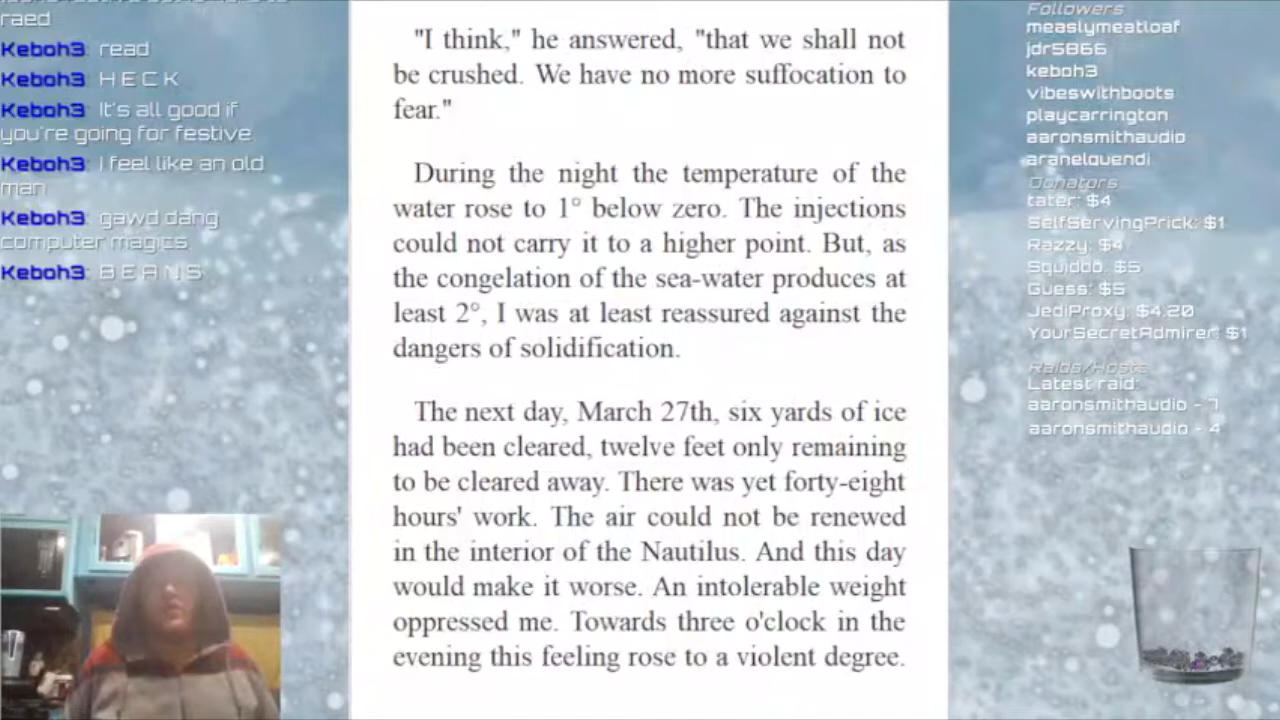 raed
Keboh3: read
Keboh3: H E C K
Keboh3: It's all good if
you're going for festive
Keboh3: I feel like an old
man
Keboh3: gawd dang
computer magics
Keboh3: B E A N S
"I think," he answered, "that we shall not
be crushed. We have no more suffocation to
fear."
During the night the temperature of the
water rose to 1° below zero. The injections
could not carry it to a higher point. But, as
the congelation of the sea-water produces at
least 2°, I was at least reassured against the
dangers of solidification.
The next day, March 27th, six yards of ice
had been cleared, twelve feet only remaining
to be cleared away. There was yet forty-eight
hours' work. The air could not be renewed
in the interior of the Nautilus. And this day
would make it worse. An intolerable weight
oppressed me. Towards three o'clock in the
evening this feeling rose to a violent degree.
Followers
measlymeatloaf
jdr5866
keboh3
vibeswithboots
playcarrington
aaronsmithaudio
aranelquendi
Donators
tater: $4
SelfServingPrick: $1
Razzy: $4
Squidbo: $5
Guess: $5
JediProxy: $4.20
YourSecretAdmirer: $1
Raids/Hosts
Latest raid:
aaronsmithaudio - 7
aaronsmithaudio - 4